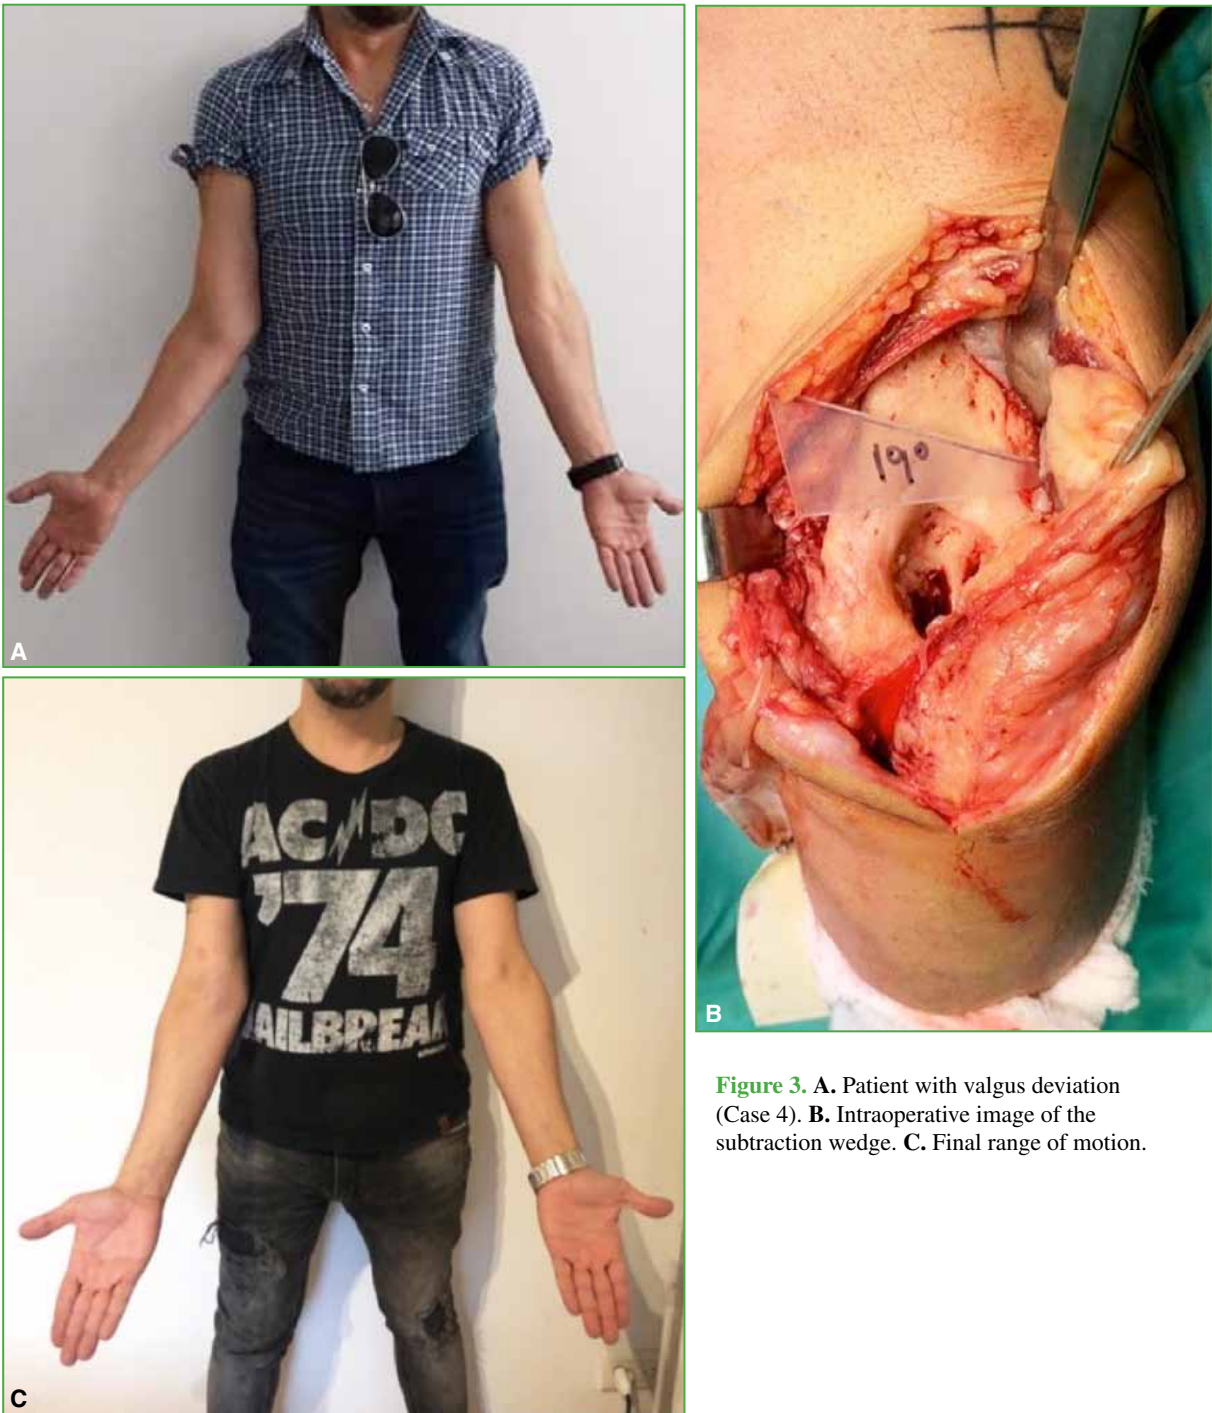 A
19°
B
AC DC
'74
JAILBREAK
C
Figure 3. A. Patient with valgus deviation
(Case 4). B. Intraoperative image of the
subtraction wedge. C. Final range of motion.